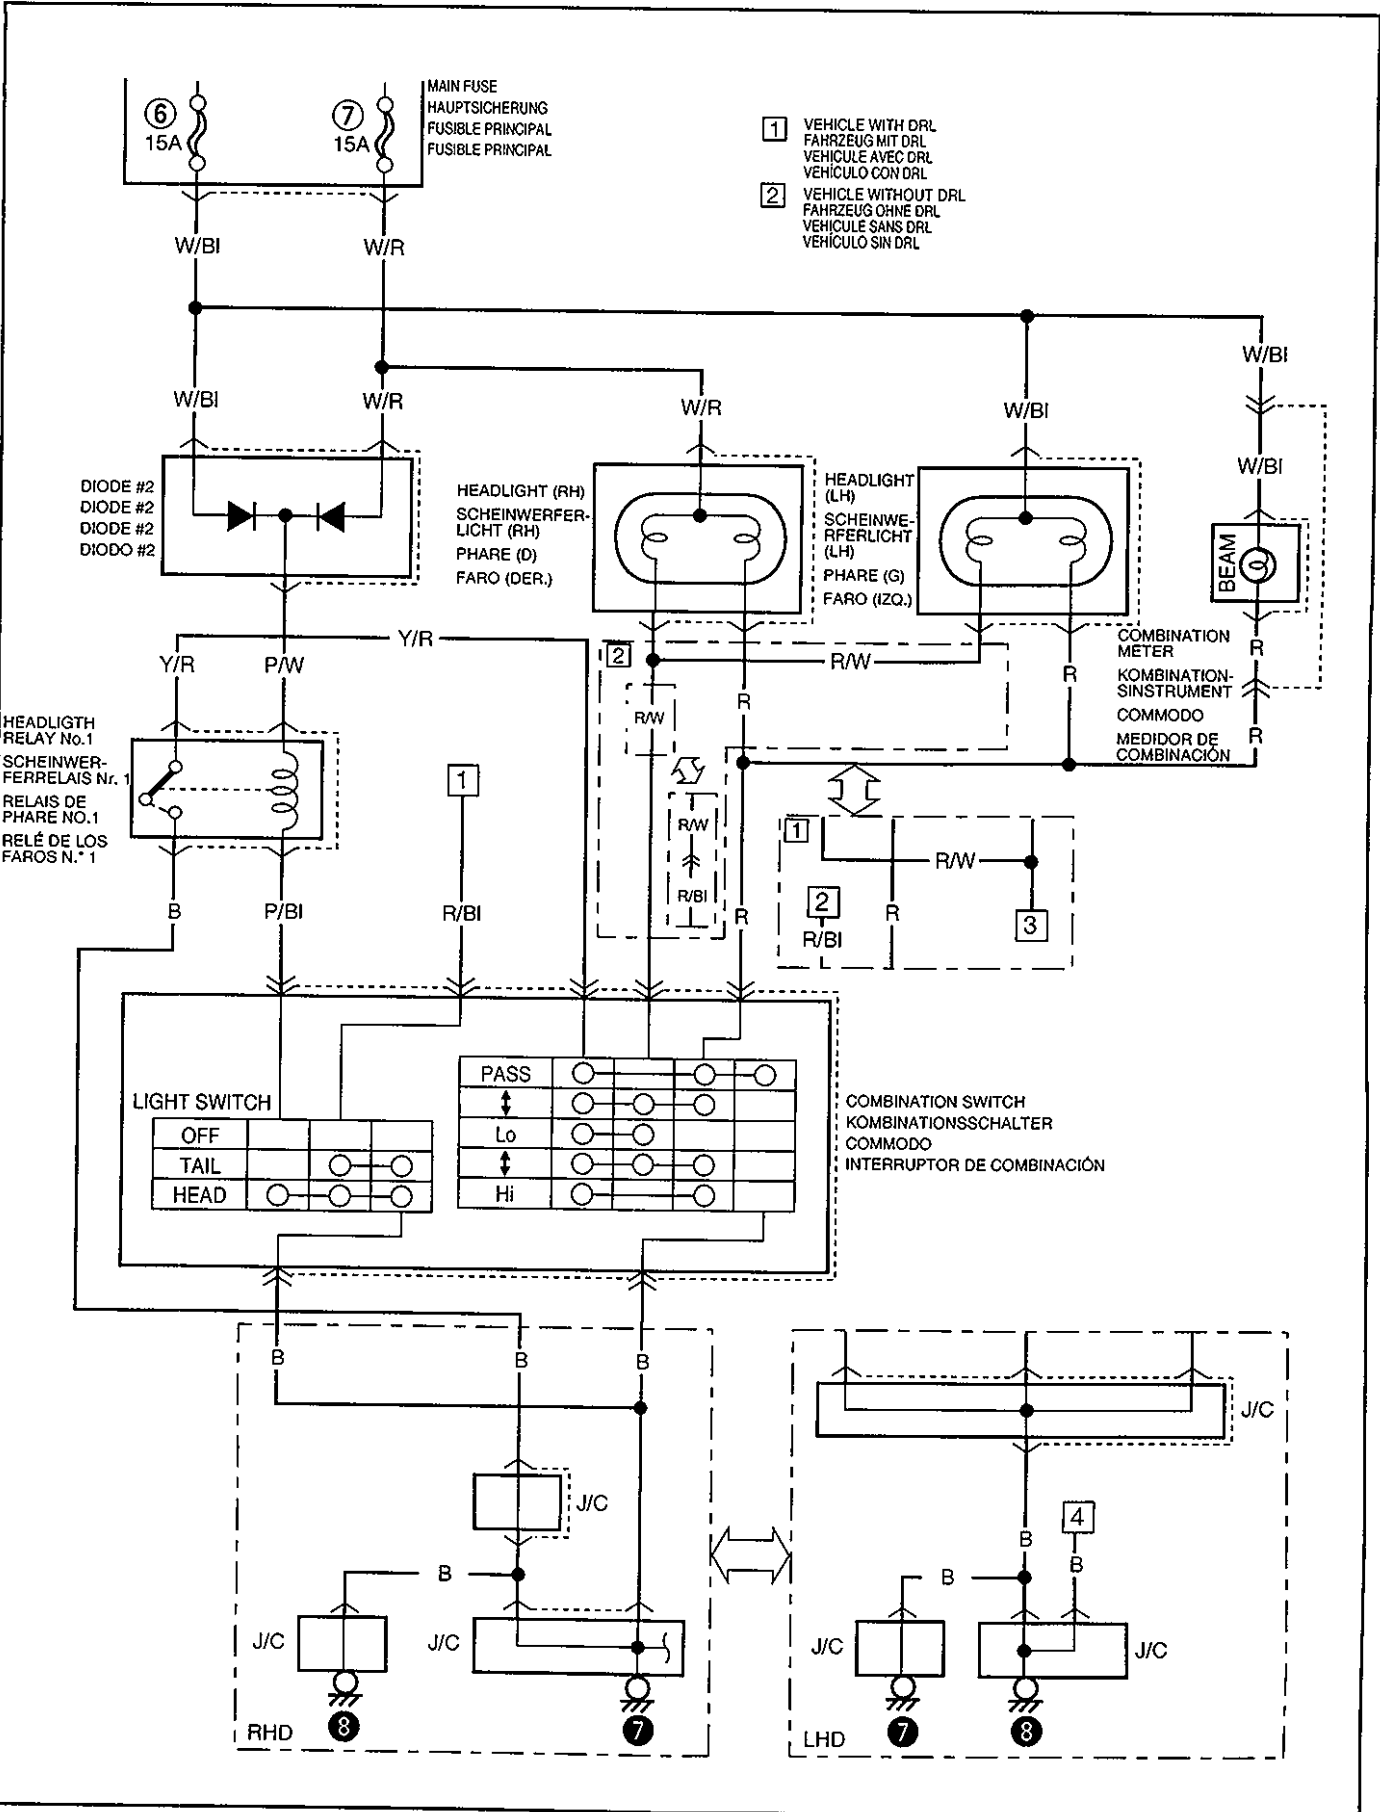 MAIN FUSE
HAUPTSICHERUNG
FUSIBLE PRINCIPAL
FUSIBLE PRINCIPAL
6
15A
7
15A
1
VEHICLE WITH DRL
FAHRZEUG MIT DRL
VEHICULE AVEC DRL
VEHÍCULO CON DRL
2
VEHICLE WITHOUT DRL
FAHRZEUG OHNE DRL
VEHICULE SANS DRL
VEHÍCULO SIN DRL
W/Bl
W/R
W/Bl
W/Bl
W/R
W/R
W/Bl
W/Bl
DIODE #2
DIODE #2
DIODE #2
DIODO #2
HEADLIGHT (RH)
SCHEINWERFER-
LICHT (RH)
PHARE (D)
FARO (DER.)
HEADLIGHT
(LH)
SCHEINWE-
RFERLICHT
(LH)
PHARE (G)
FARO (IZQ.)
BEAM
COMBINATION
METER
KOMBINATION-
SINSTRUMENT
COMMODO
MEDIDOR DE
COMBINACIÓN
R
R
Y/R
Y/R
P/W
2
R/W
R
R
R/W
HEADLIGTH
RELAY No.1
SCHEINWER-
FERRELAIS Nr. 1
RELAIS DE
PHARE NO.1
RELÉ DE LOS
FAROS N.° 1
1
R/W
R/Bl
1
R/W
2
R/Bl
R
3
B
P/Bl
R/Bl
R
LIGHT SWITCH
OFF
TAIL
HEAD
PASS
Lo
Hi
COMBINATION SWITCH
KOMBINATIONSSCHALTER
COMMODO
INTERRUPTOR DE COMBINACIÓN
B
B
B
J/C
J/C
4
B
B
B
B
J/C
J/C
J/C
J/C
8
7
7
8
RHD
LHD